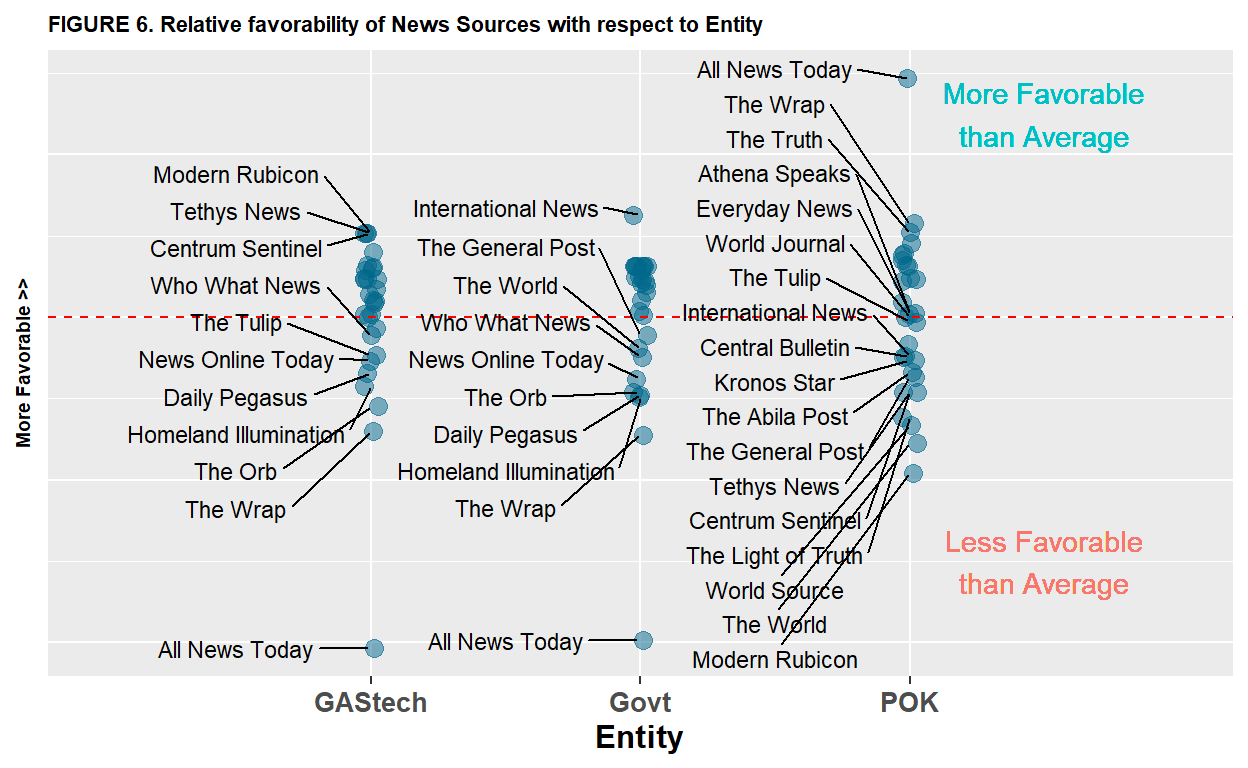 FIGURE 6. Relative favorability of News Sources with respect to Entity
More Favorable >>
Modern Rubicon
Tethys News
Centrum Sentinel
Who What News
The Tulip
News Online Today
Daily Pegasus
Homeland Illumination
The Orb
The Wrap
All News Today
International News
The General Post
The World
Who What News
News Online Today
The Orb
Daily Pegasus
Homeland Illumination
The Wrap
All News Today
All News Today
The Wrap
The Truth
Athena Speaks
Everyday News
World Journal
The Tulip
International News
Central Bulletin
Kronos Star
The Abila Post
The General Post
Tethys News
Centrum Sentinel
The Light of Truth
World Source
The World
Modern Rubicon
More Favorable
than Average
Less Favorable
than Average
GAStech
Govt
POK
Entity